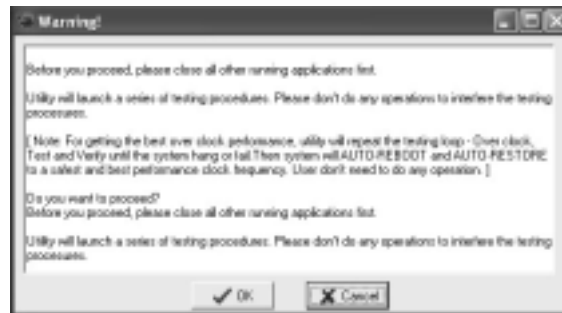 Warning!
Before you proceed, please close all other running applications first.
Utility will launch a series of testing procedures. Please don't do any operations to interfere the testing
procedures.
[ Note: For getting the best over clock performance, utility will repeat the testing loop - Over clock,
Test and Verify until the system hang or fail.Then system will AUTO-REBOOT and AUTO-RESTORE
to a safest and best performance clock frequency. User don't need to do any operation. ]
Do you want to proceed?
Before you proceed, please close all other running applications first.
Utility will launch a series of testing procedures. Please don't do any operations to interfere the testing
procesures.
OK
Cancel